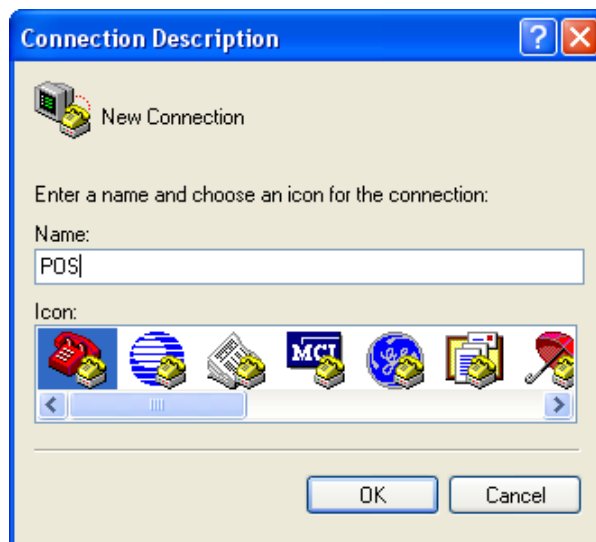 Connection Description
New Connection
Enter a name and choose an icon for the connection:
Name:
POS
Icon:
MCI
OK
Cancel